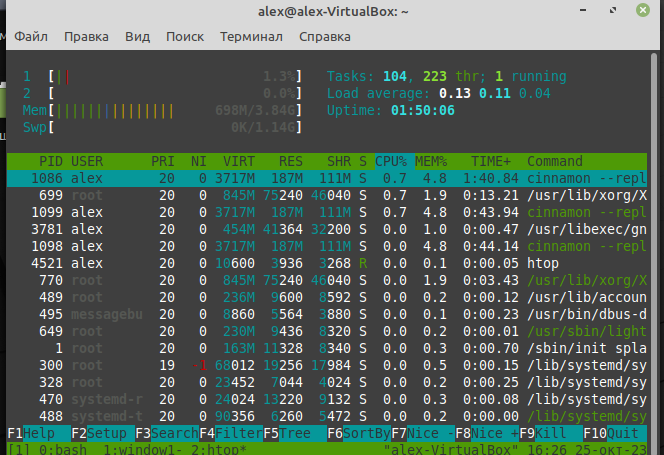 alex@alex-VirtualBox: ~
Файл Правка Вид Поиск Терминал Справка
1 [|| 1.3%] Tasks: 104, 223 thr; 1 running
2 [ 0.0%] Load average: 0.13 0.11 0.04
Mem[||||||||||||||||| 698M/3.84G] Uptime: 01:50:06
Swp[ 0K/1.14G]
PID USER PRI NI VIRT RES SHR S CPU% MEM% TIME+ Command
1086 alex 20 0 3717M 187M 111M S 0.7 4.8 1:40.84 cinnamon --repl
699 root 20 0 845M 75240 46040 S 0.7 1.9 0:13.21 /usr/lib/xorg/X
1099 alex 20 0 3717M 187M 111M S 0.7 4.8 0:43.94 cinnamon --repl
3781 alex 20 0 454M 41364 32200 S 0.0 1.0 0:00.47 /usr/libexec/gn
1098 alex 20 0 3717M 187M 111M S 0.0 4.8 0:44.14 cinnamon --repl
4521 alex 20 0 10600 3936 3268 R 0.0 0.1 0:00.05 htop
770 root 20 0 845M 75240 46040 S 0.0 1.9 0:03.43 /usr/lib/xorg/X
489 root 20 0 236M 9600 8592 S 0.0 0.2 0:00.12 /usr/lib/accoun
495 messagebu 20 0 8860 5564 3880 S 0.0 0.1 0:00.23 /usr/bin/dbus-d
649 root 20 0 230M 9436 8320 S 0.0 0.2 0:00.01 /usr/sbin/light
1 root 20 0 163M 11328 8340 S 0.0 0.3 0:00.70 /sbin/init spla
300 root 19 -1 68012 19256 17984 S 0.0 0.5 0:00.15 /lib/systemd/sy
328 root 20 0 23452 7044 4024 S 0.0 0.2 0:00.25 /lib/systemd/sy
470 systemd-r 20 0 24024 13220 9132 S 0.0 0.3 0:00.08 /lib/systemd/sy
488 systemd-t 20 0 90356 6260 5472 S 0.0 0.2 0:00.00 /lib/systemd/sy
F1Help F2Setup F3SearchF4FilterF5Tree F6SortByF7Nice -F8Nice +F9Kill F10Quit
[1] 0:bash 1:window1- 2:htop* "alex-VirtualBox" 16:26 25-окт-23